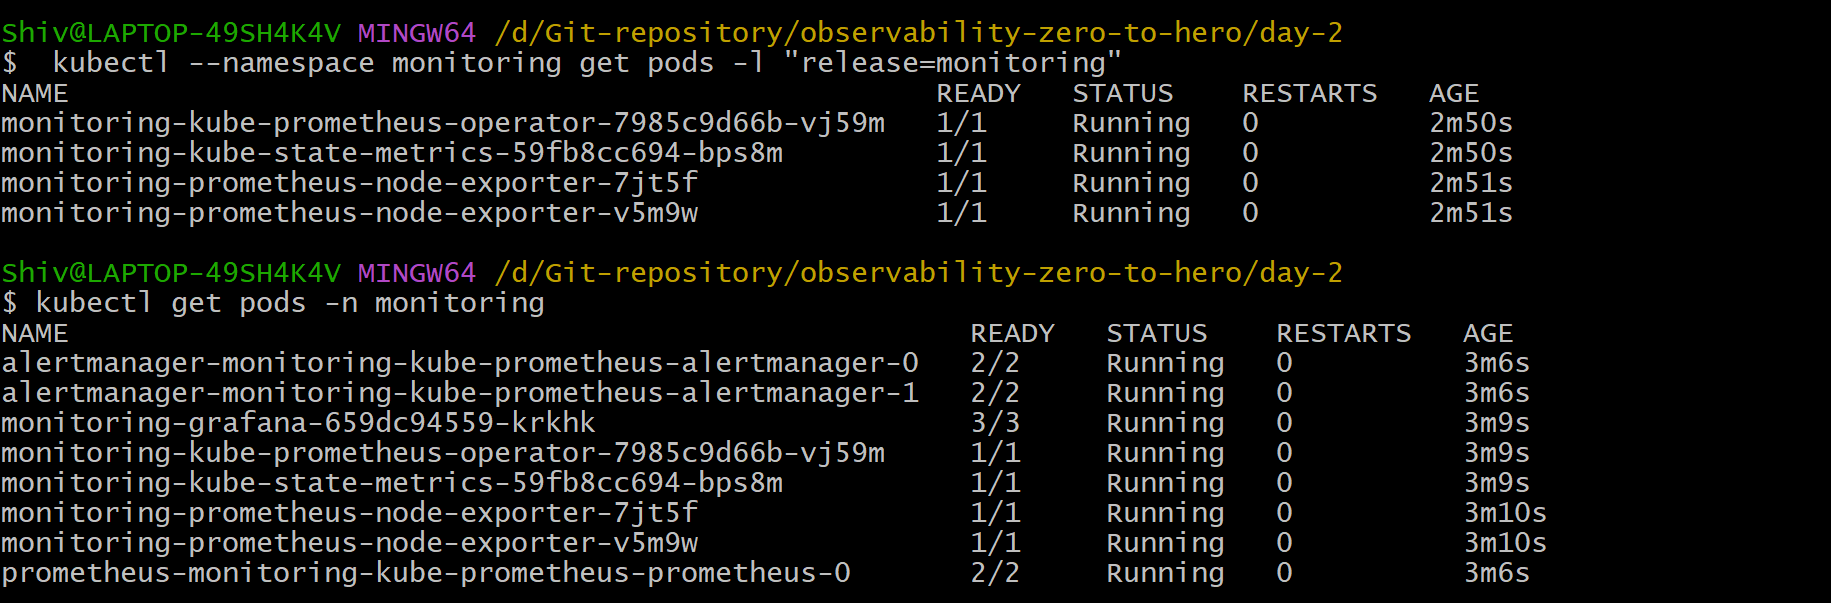 Shiv@LAPTOP-49SH4K4V MINGW64 /d/Git-repository/observability-zero-to-hero/day-2
$  kubectl --namespace monitoring get pods -l "release=monitoring"
NAME                                                   READY   STATUS    RESTARTS   AGE
monitoring-kube-prometheus-operator-7985c9d66b-vj59m   1/1     Running   0          2m50s
monitoring-kube-state-metrics-59fb8cc694-bps8m         1/1     Running   0          2m50s
monitoring-prometheus-node-exporter-7jt5f              1/1     Running   0          2m51s
monitoring-prometheus-node-exporter-v5m9w              1/1     Running   0          2m51s
Shiv@LAPTOP-49SH4K4V MINGW64 /d/Git-repository/observability-zero-to-hero/day-2
$ kubectl get pods -n monitoring
NAME                                                     READY   STATUS    RESTARTS   AGE
alertmanager-monitoring-kube-prometheus-alertmanager-0   2/2     Running   0          3m6s
alertmanager-monitoring-kube-prometheus-alertmanager-1   2/2     Running   0          3m6s
monitoring-grafana-659dc94559-krkhk                      3/3     Running   0          3m9s
monitoring-kube-prometheus-operator-7985c9d66b-vj59m     1/1     Running   0          3m9s
monitoring-kube-state-metrics-59fb8cc694-bps8m           1/1     Running   0          3m9s
monitoring-prometheus-node-exporter-7jt5f                1/1     Running   0          3m10s
monitoring-prometheus-node-exporter-v5m9w                1/1     Running   0          3m10s
prometheus-monitoring-kube-prometheus-prometheus-0       2/2     Running   0          3m6s